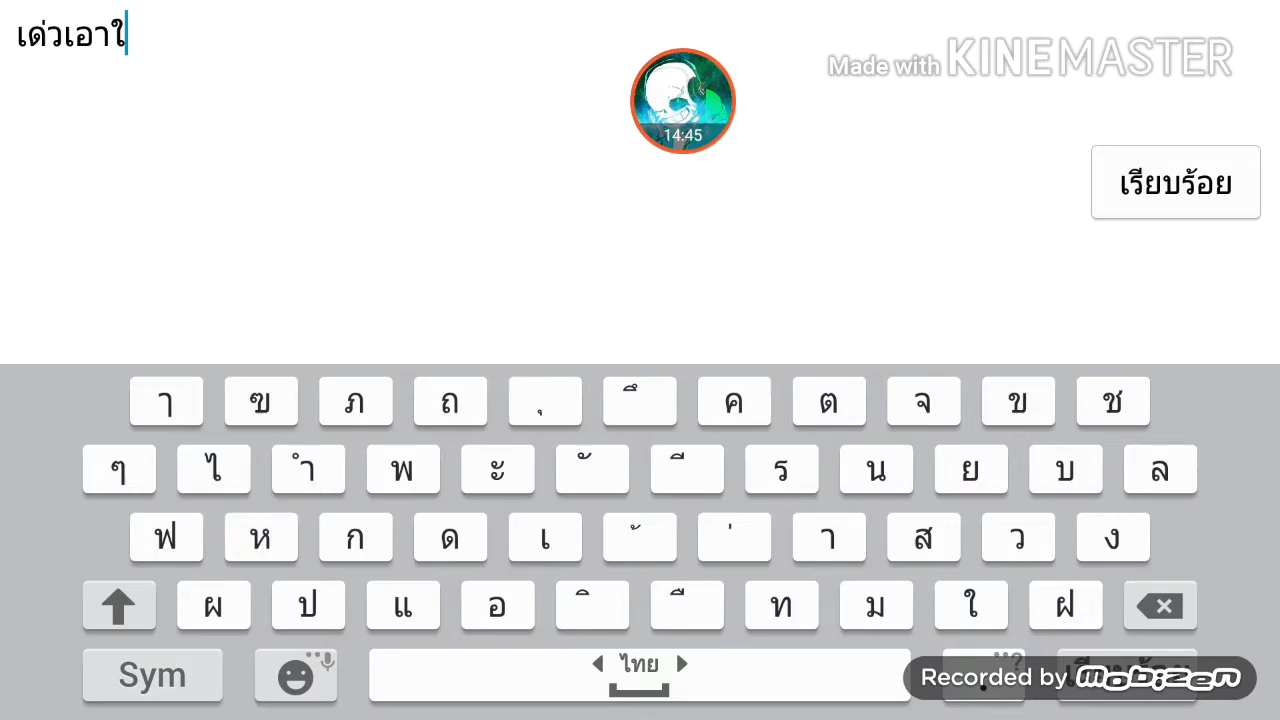 เด่วเอาใ
Made with KINEMASTER
14:45
เรียบร้อย
ๅ ฃ ภ ถ ุ ึ ค ต จ ข ช
ๆ ไ ำ พ ะ ั ี ร น ย บ ล
ฟ ห ก ด เ ้ ่ า ส ว ง
ผ ป แ อ ิ ื ท ม ใ ฝ
Sym ไทย ?
Recorded by mobizen